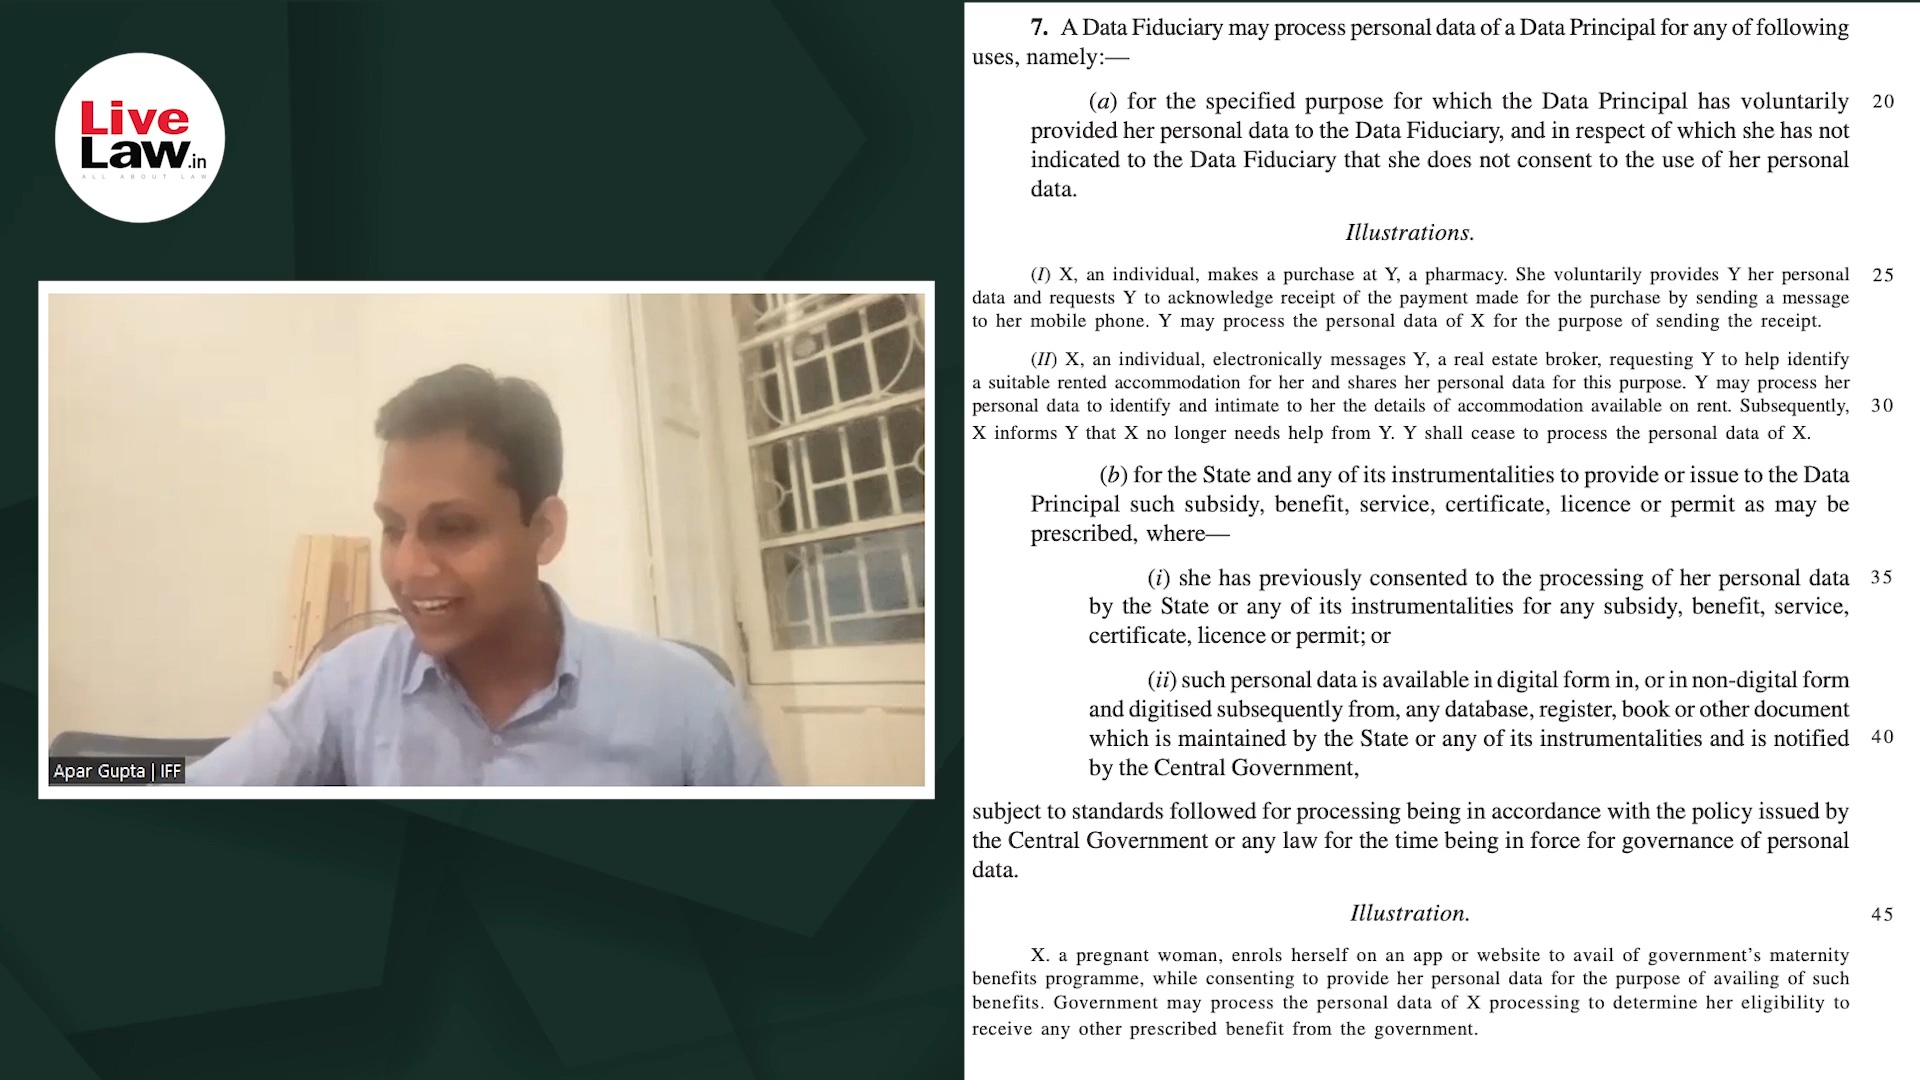 Live
Law.in
ALL ABOUT LAW
Apar Gupta | IFF
7. A Data Fiduciary may process personal data of a Data Principal for any of following
uses, namely:—
(a) for the specified purpose for which the Data Principal has voluntarily 20
provided her personal data to the Data Fiduciary, and in respect of which she has not
indicated to the Data Fiduciary that she does not consent to the use of her personal
data.
Illustrations.
(I) X, an individual, makes a purchase at Y, a pharmacy. She voluntarily provides Y her personal 25
data and requests Y to acknowledge receipt of the payment made for the purchase by sending a message
to her mobile phone. Y may process the personal data of X for the purpose of sending the receipt.
(II) X, an individual, electronically messages Y, a real estate broker, requesting Y to help identify
a suitable rented accommodation for her and shares her personal data for this purpose. Y may process her
personal data to identify and intimate to her the details of accommodation available on rent. Subsequently, 30
X informs Y that X no longer needs help from Y. Y shall cease to process the personal data of X.
(b) for the State and any of its instrumentalities to provide or issue to the Data
Principal such subsidy, benefit, service, certificate, licence or permit as may be
prescribed, where—
(i) she has previously consented to the processing of her personal data 35
by the State or any of its instrumentalities for any subsidy, benefit, service,
certificate, licence or permit; or
(ii) such personal data is available in digital form in, or in non-digital form
and digitised subsequently from, any database, register, book or other document
which is maintained by the State or any of its instrumentalities and is notified 40
by the Central Government,
subject to standards followed for processing being in accordance with the policy issued by
the Central Government or any law for the time being in force for governance of personal
data.
Illustration. 45
X. a pregnant woman, enrols herself on an app or website to avail of government's maternity
benefits programme, while consenting to provide her personal data for the purpose of availing of such
benefits. Government may process the personal data of X processing to determine her eligibility to
receive any other prescribed benefit from the government.